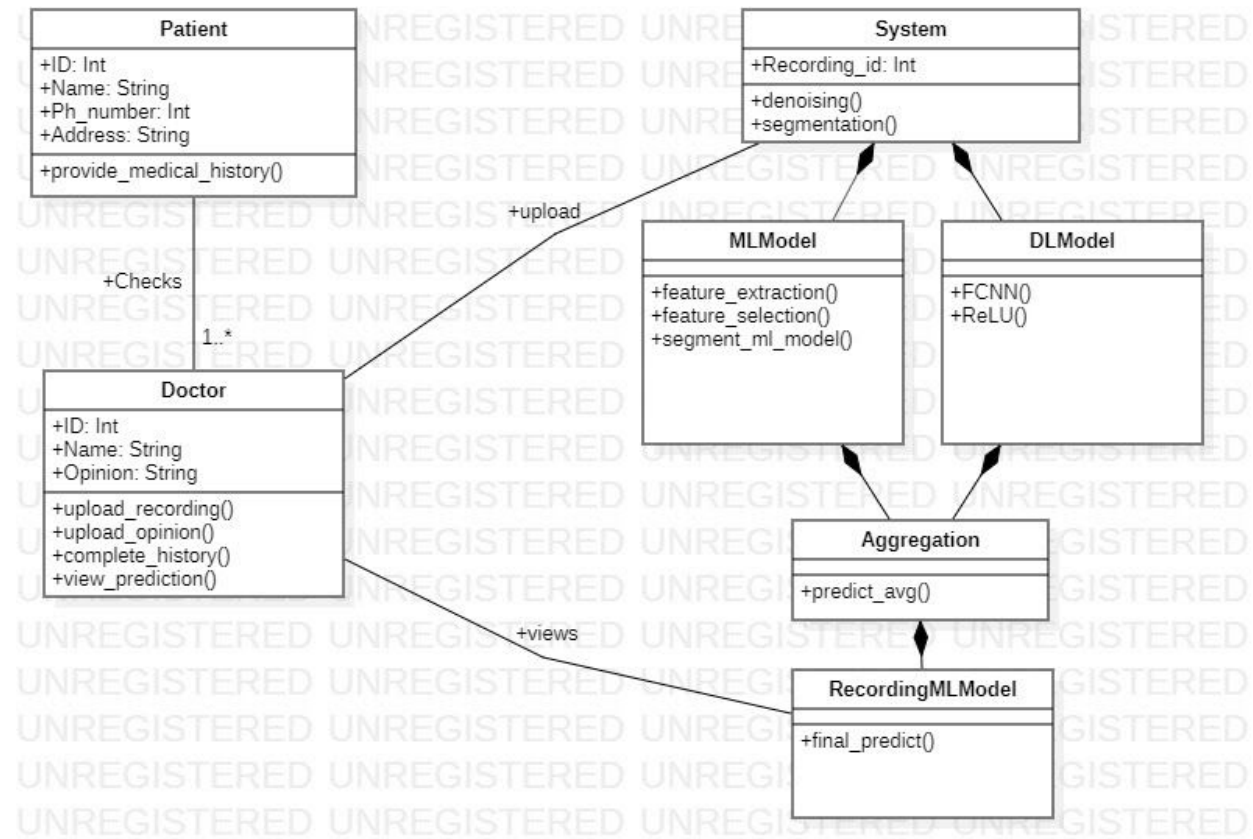 Patient
+ID: Int
+Name: String
+Ph_number: Int
+Address: String
+provide_medical_history()
System
+Recording_id: Int
+denoising()
+segmentation()
+upload
+Checks
1..*
MLModel
+feature_extraction()
+feature_selection()
+segment_ml_model()
DLModel
+FCNN()
+ReLU()
Doctor
+ID: Int
+Name: String
+Opinion: String
+upload_recording()
+upload_opinion()
+complete_history()
+view_prediction()
Aggregation
+predict_avg()
+views
RecordingMLModel
+final_predict()
UNREGISTERED